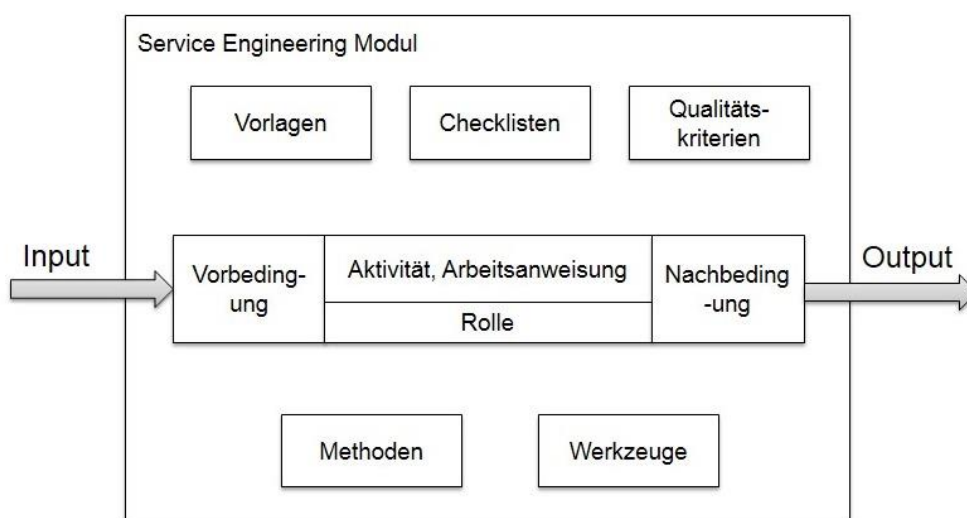 Service Engineering Modul
Vorlagen
Checklisten
Qualitäts-
kriterien
Input
Vorbeding-
ung
Aktivität, Arbeitsanweisung
Rolle
Nachbeding
-ung
Output
Methoden
Werkzeuge